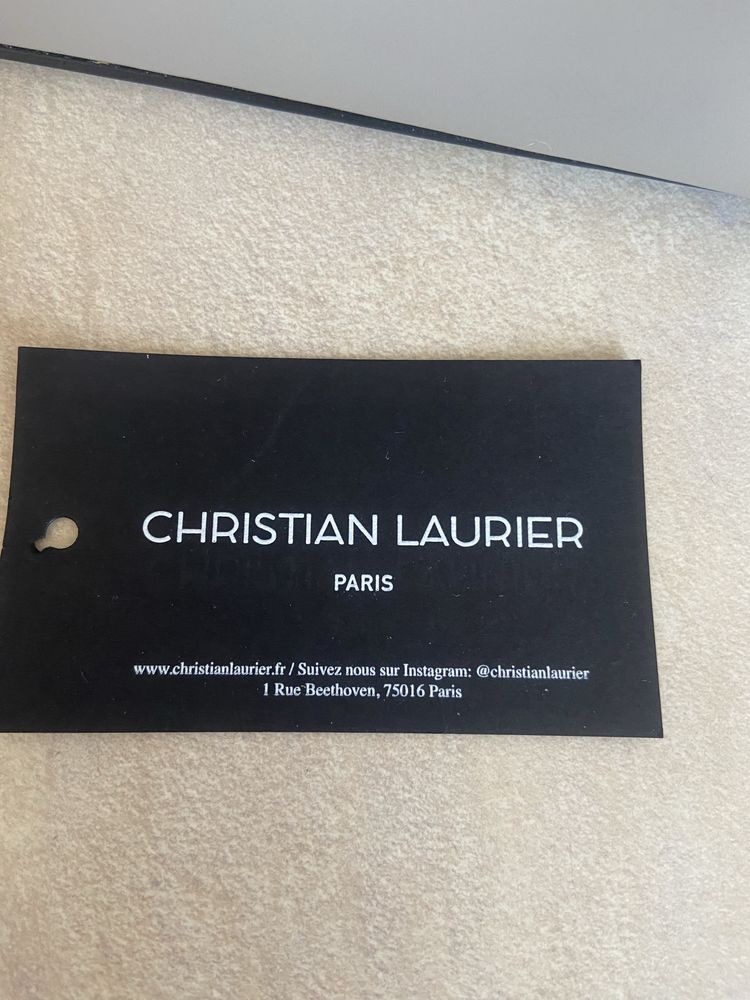 CHRISTIAN LAURIER
PARIS
www.christianlaurier.fr / Suivez nous sur Instagram: @christianlaurier
1 Rue Beethoven, 75016 Paris